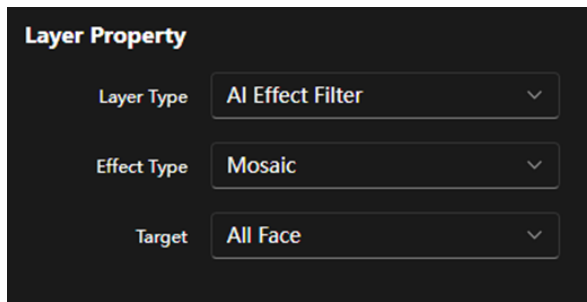 Layer Property
Layer Type AI Effect Filter
Effect Type Mosaic
Target All Face